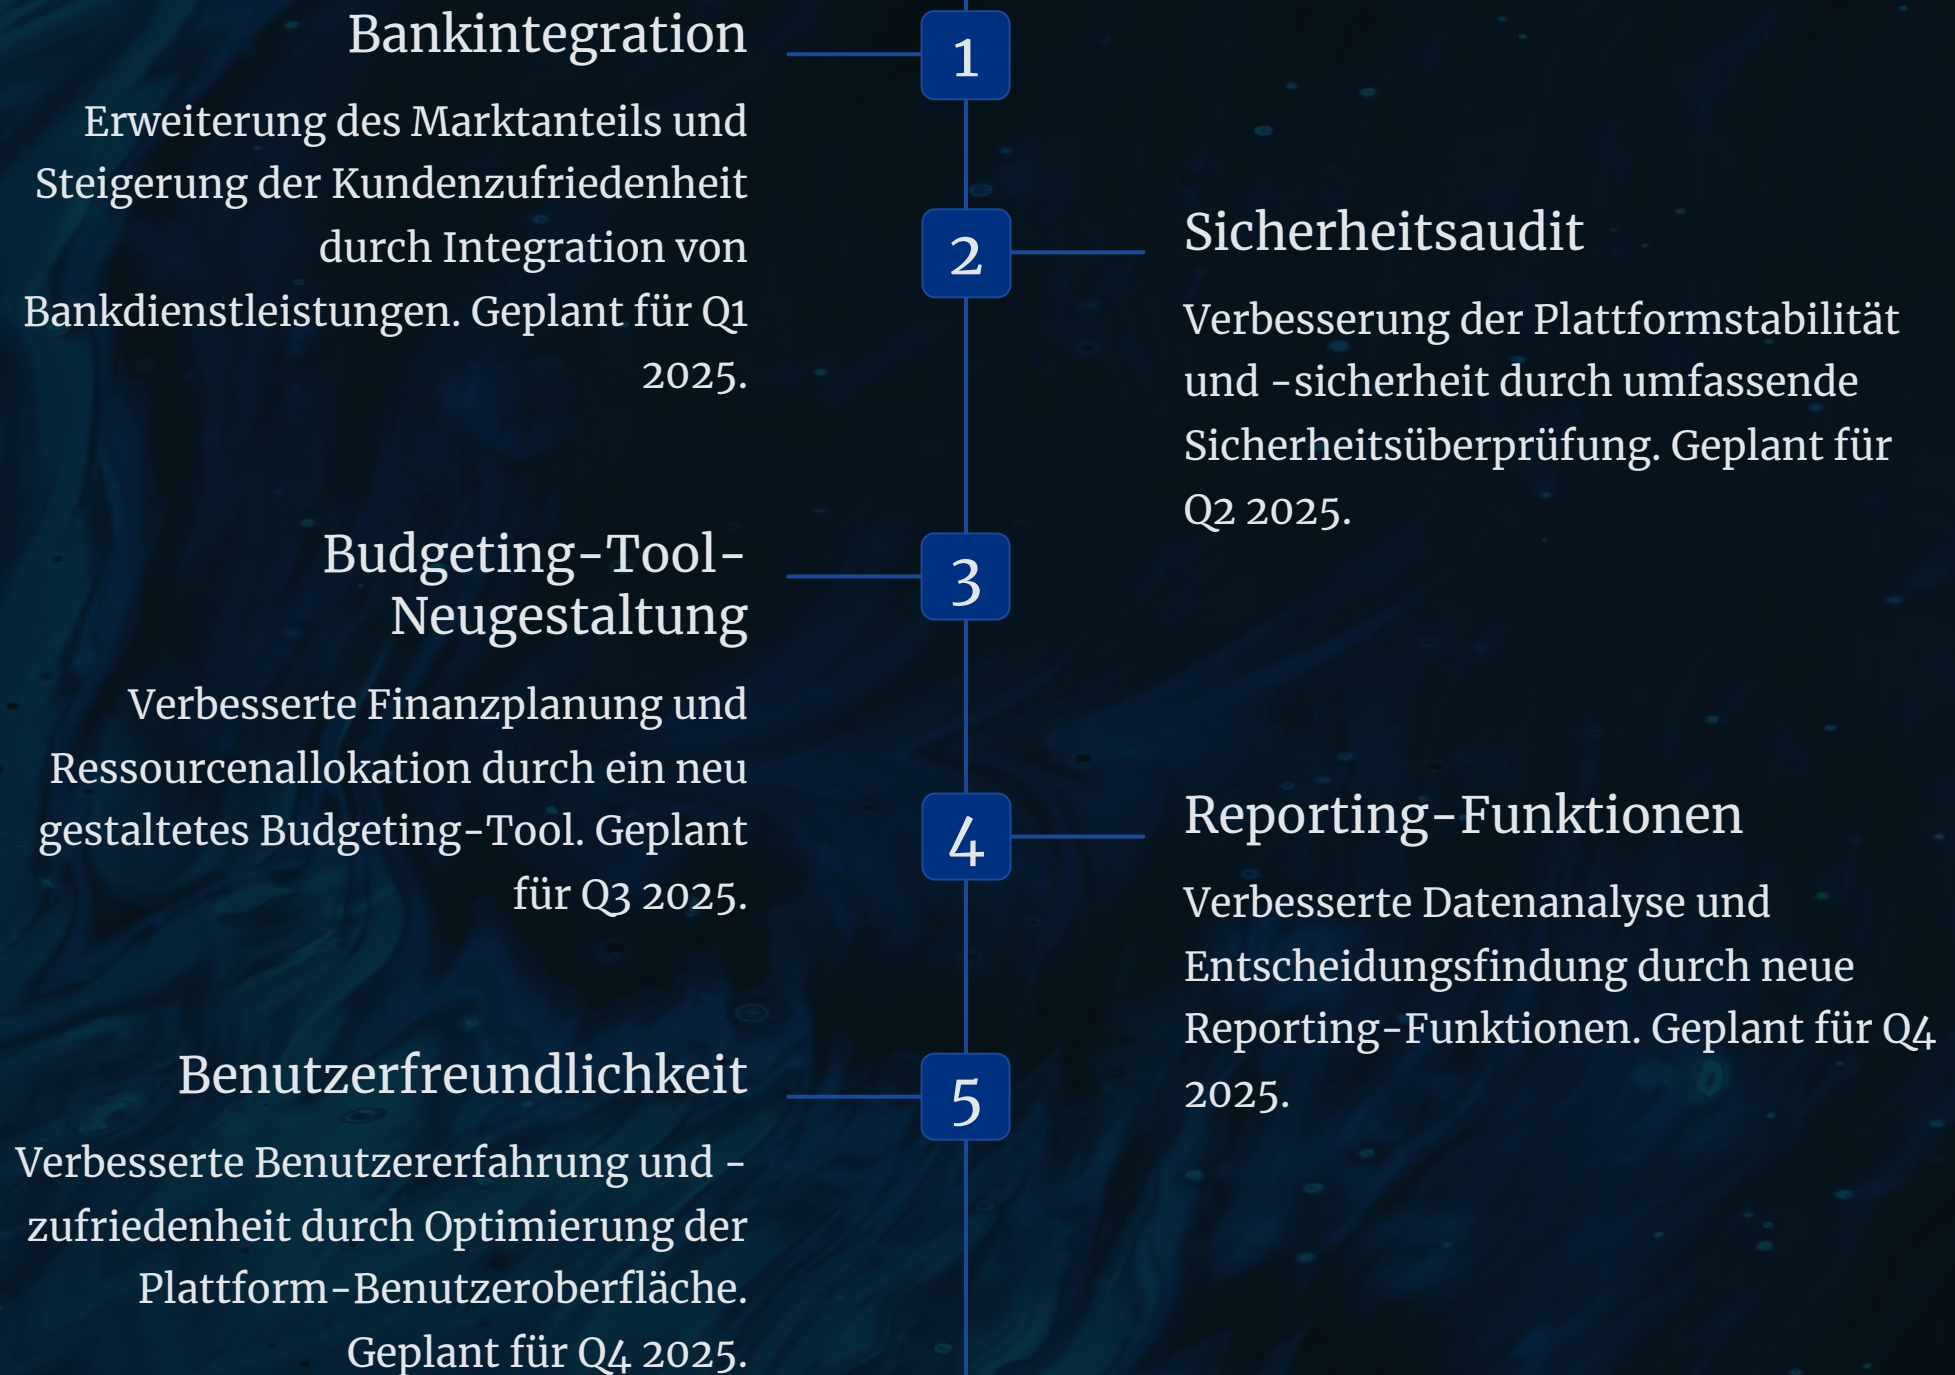 Bankintegration
1
Erweiterung des Marktanteils und
Steigerung der Kundenzufriedenheit
durch Integration von
Bankdienstleistungen. Geplant für Q1
2025.
2
Sicherheitsaudit
Verbesserung der Plattformstabilität
und -sicherheit durch umfassende
Sicherheitsüberprüfung. Geplant für
Q2 2025.
Budgeting-Tool-
Neugestaltung
3
Verbesserte Finanzplanung und
Ressourcenallokation durch ein neu
gestaltetes Budgeting-Tool. Geplant
für Q3 2025.
4
Reporting-Funktionen
Verbesserte Datenanalyse und
Entscheidungsfindung durch neue
Reporting-Funktionen. Geplant für Q4
2025.
Benutzerfreundlichkeit
5
Verbesserte Benutzererfahrung und -
zufriedenheit durch Optimierung der
Plattform-Benutzeroberfläche.
Geplant für Q4 2025.